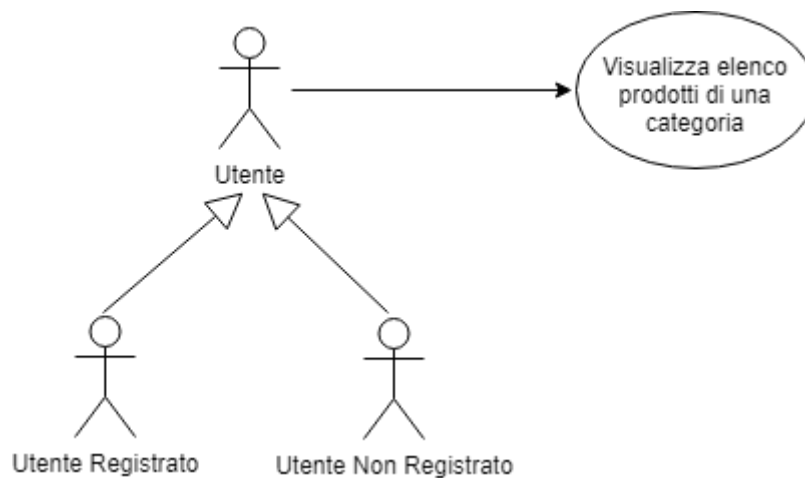 Visualizza elenco
prodotti di una
categoria
Utente
Utente Registrato
Utente Non Registrato